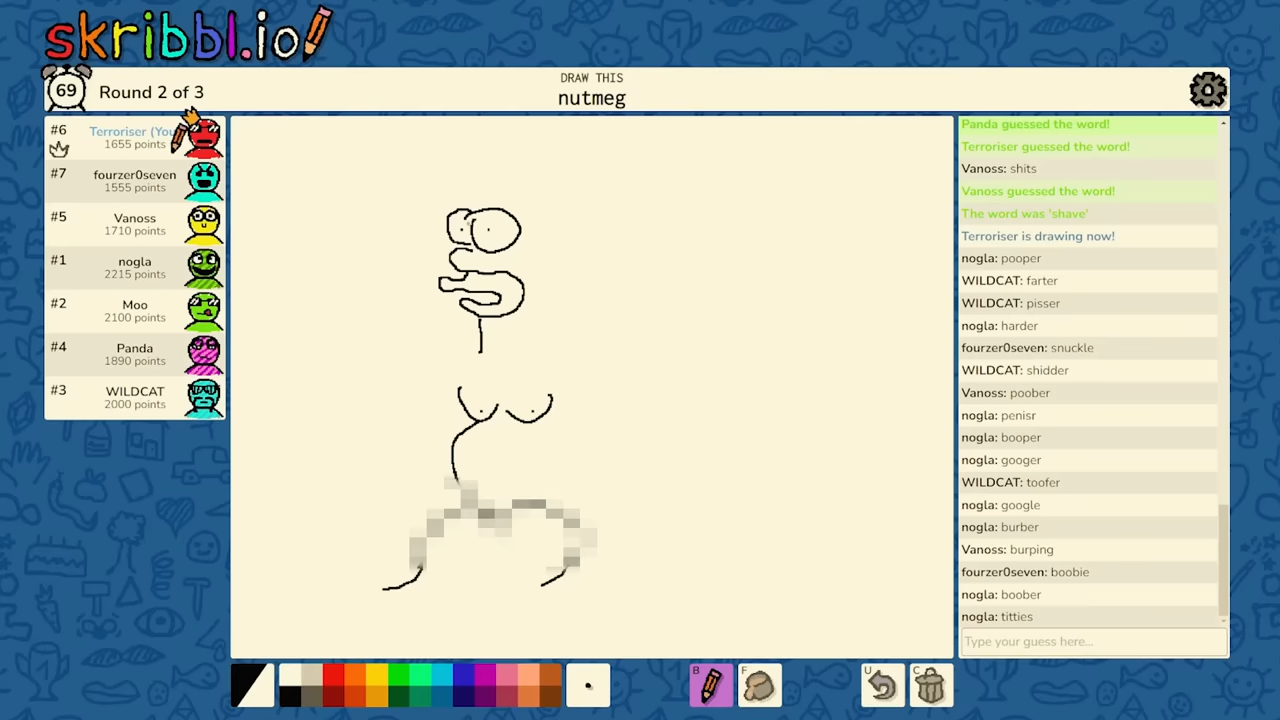 skribbl.io
69
Round 2 of 3
DRAW THIS
nutmeg
#6
Terroriser (You
1655 points
#7
fourzer0seven
1555 points
#5
Vanoss
1710 points
#1
nogla
2215 points
#2
Moo
2100 points
#4
Panda
1890 points
#3
WILDCAT
2000 points
Panda guessed the word!
Terroriser guessed the word!
Vanoss: shits
Vanoss guessed the word!
The word was 'shave'
Terroriser is drawing now!
nogla: pooper
WILDCAT: farter
WILDCAT: pisser
nogla: harder
fourzer0seven: snuckle
WILDCAT: shidder
Vanoss: poober
nogla: penisr
nogla: booper
nogla: googer
WILDCAT: toofer
nogla: google
nogla: burber
Vanoss: burping
fourzer0seven: boobie
nogla: boober
nogla: titties
Type your guess here...
B
F
U
C